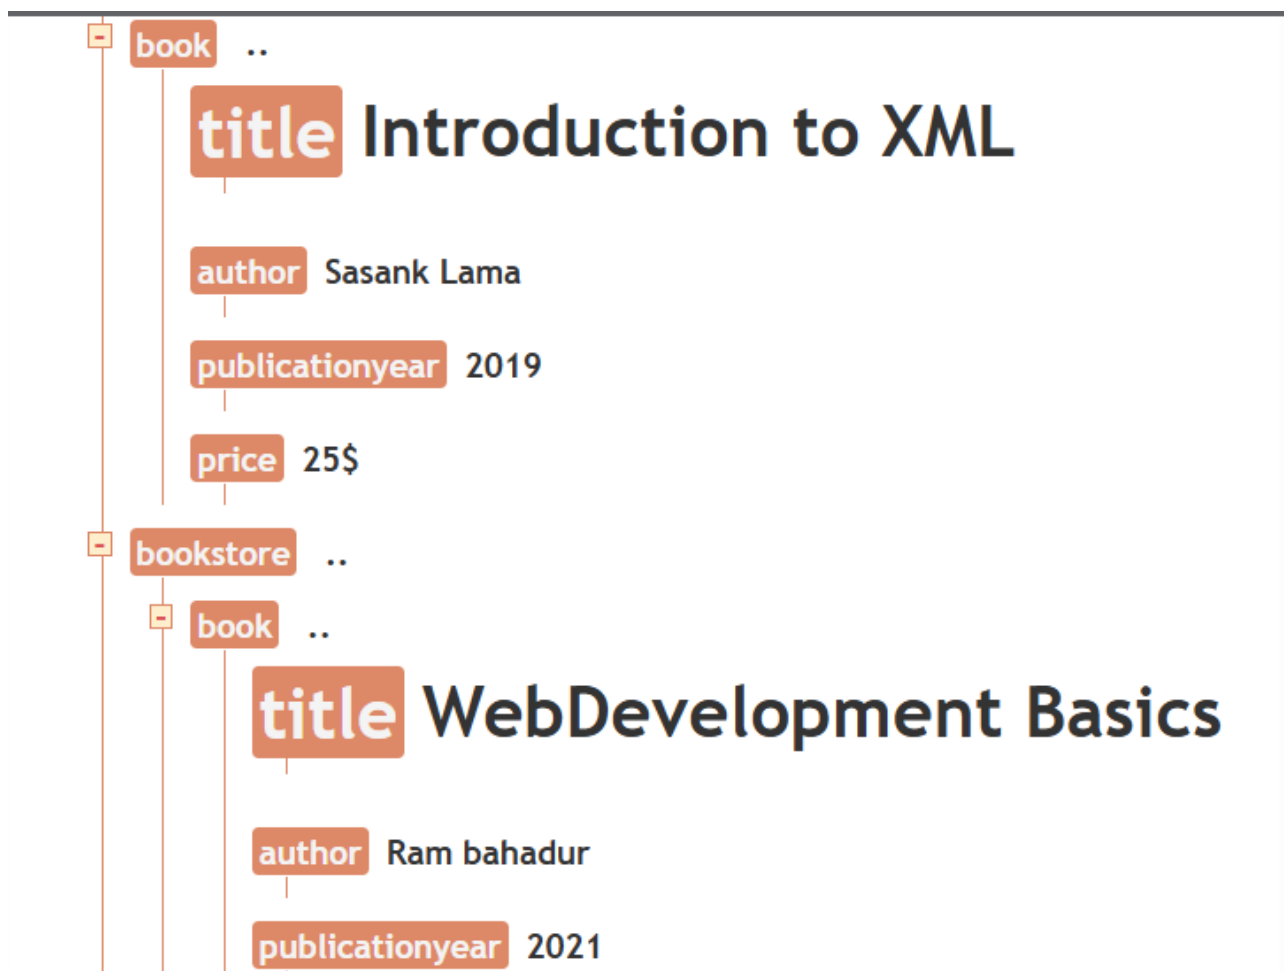 - book ..
title Introduction to XML
author Sasank Lama
publicationyear 2019
price 25$
- bookstore ..
- book ..
title WebDevelopment Basics
author Ram bahadur
publicationyear 2021